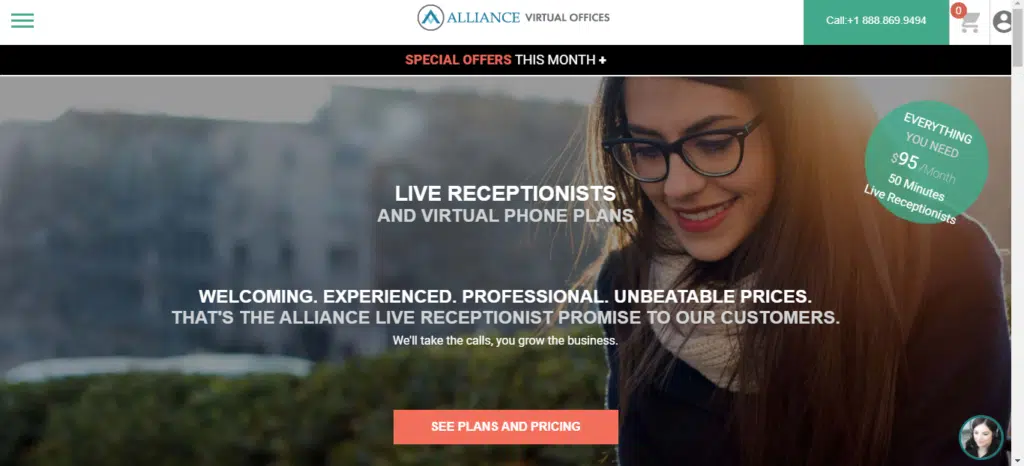 ALLIANCE VIRTUAL OFFICES
Call:+1 888.869.9494
0
SPECIAL OFFERS THIS MONTH +
EVERYTHING
YOU NEED
$95/Month
50 Minutes
Live Receptionists
LIVE RECEPTIONISTS
AND VIRTUAL PHONE PLANS
WELCOMING. EXPERIENCED. PROFESSIONAL. UNBEATABLE PRICES.
THAT'S THE ALLIANCE LIVE RECEPTIONIST PROMISE TO OUR CUSTOMERS.
We'll take the calls, you grow the business.
SEE PLANS AND PRICING